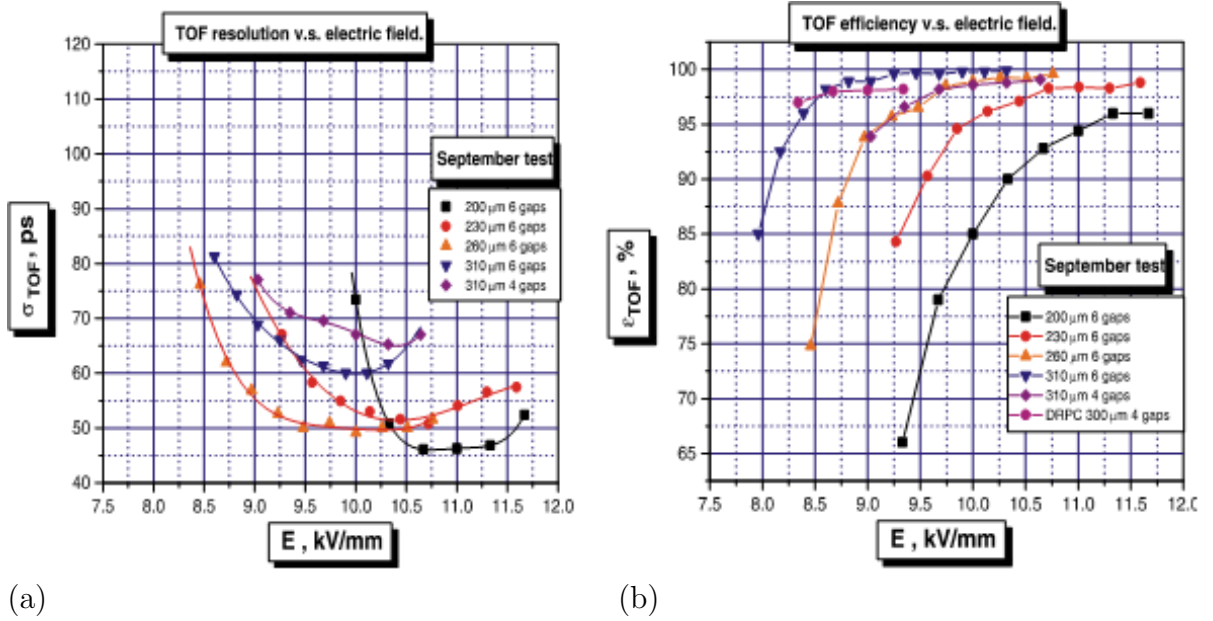 TOF resolution v.s. electric field.
120
110
100
90
80
70
60
50
40
σTOF , ps
September test
200 μm 6 gaps
230 μm 6 gaps
260 μm 6 gaps
310 μm 6 gaps
310 μm 4 gaps
7.5 8.0 8.5 9.0 9.5 10.0 10.5 11.0 11.5 12.0
E , kV/mm
(a)
TOF efficiency v.s. electric field.
100
95
90
85
79
75
70
65
εTOF , %
September test
200 μm 6 gaps
230 μm 6 gaps
260 μm 6 gaps
310 μm 6 gaps
310 μm 4 gaps
DRPC 300 μm 4 gaps
7.5 8.0 8.5 9.0 9.5 10.0 10.5 11.0 11.5 12.0
E , kV/mm
(b)